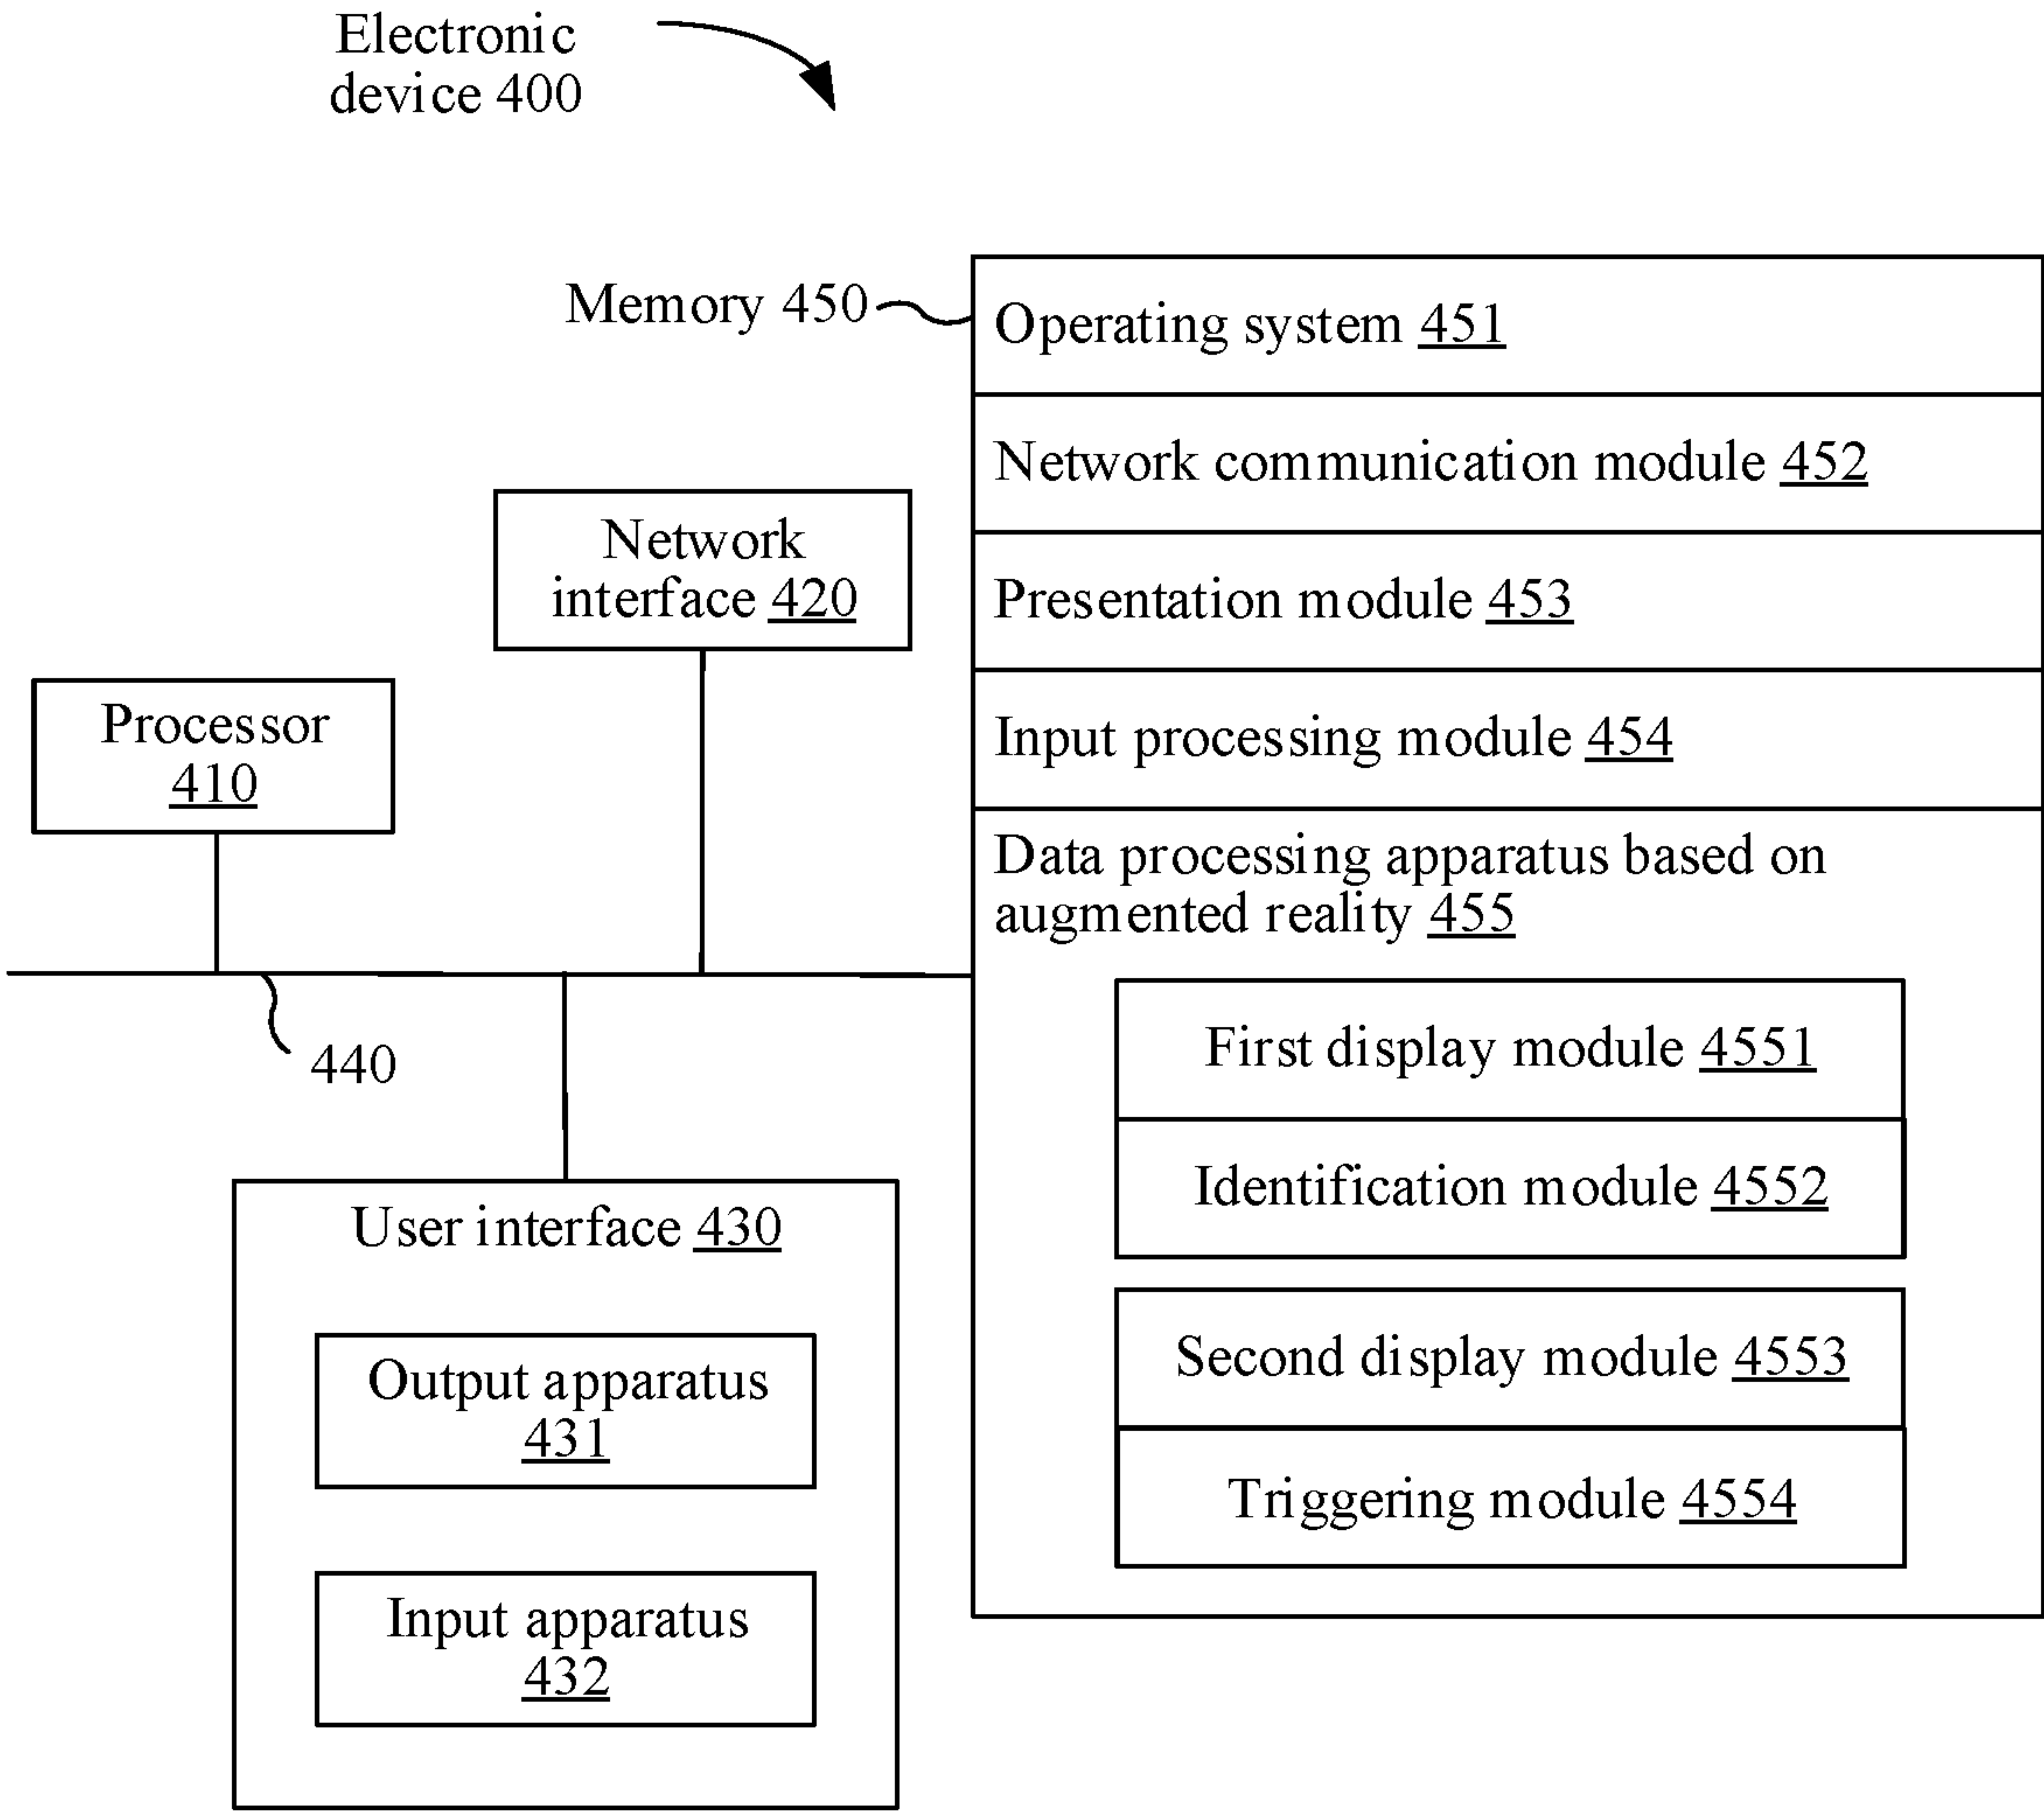 Electronic
device 400
Memory 450
Operating system 451
Network communication module 452
Presentation module 453
Input processing module 454
Data processing apparatus based on
augmented reality 455
First display module 4551
Identification module 4552
Second display module 4553
Triggering module 4554
Network
interface 420
Processor
410
440
User interface 430
Output apparatus
431
Input apparatus
432